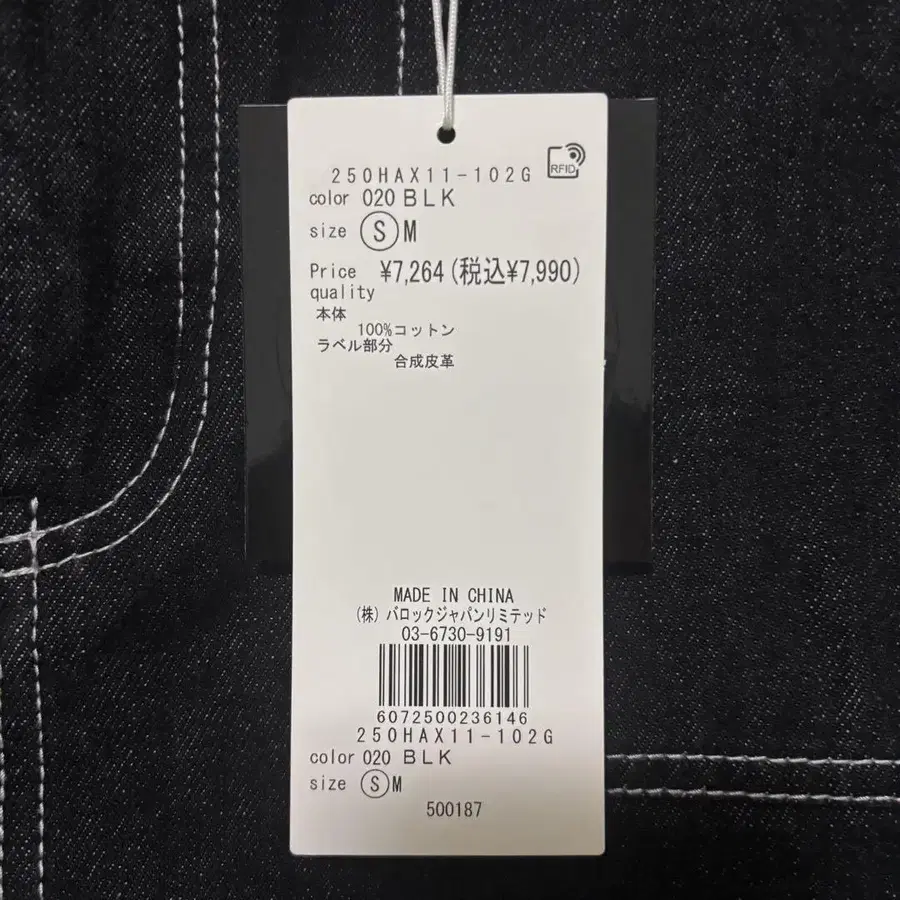 RFID
250HAX11-102G
color 020 BLK
size S M
Price ¥7,264(税込¥7,990)
quality
本体
100%コットン
ラベル部分
合成皮革
MADE IN CHINA
(株)バロックジャパンリミテッド
03-6730-9191
6072500236146
250HAX11-102G
color 020 BLK
size S M
500187